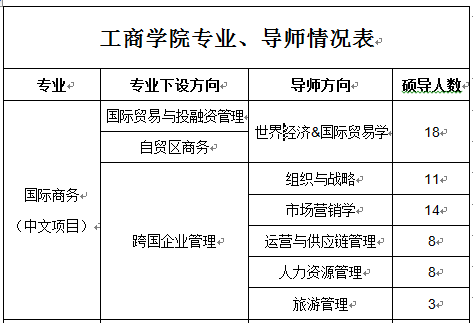 工商学院专业、导师情况表
专业 专业下设方向 导师方向 硕导人数
国际商务
（中文项目）
国际贸易与投融资管理
自贸区商务
世界经济&国际贸易学 18
跨国企业管理
组织与战略 11
市场营销学 14
运营与供应链管理 8
人力资源管理 8
旅游管理 3